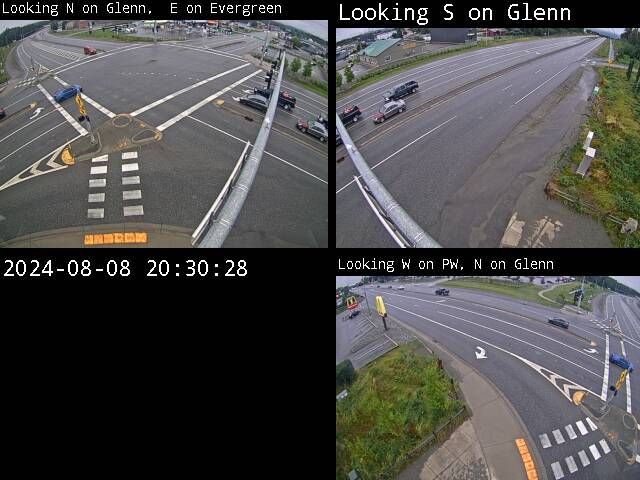 Looking N on Glenn, E on Evergreen
Looking S on Glenn
2024-08-08 20:30:28
Looking W on PW, N on Glenn